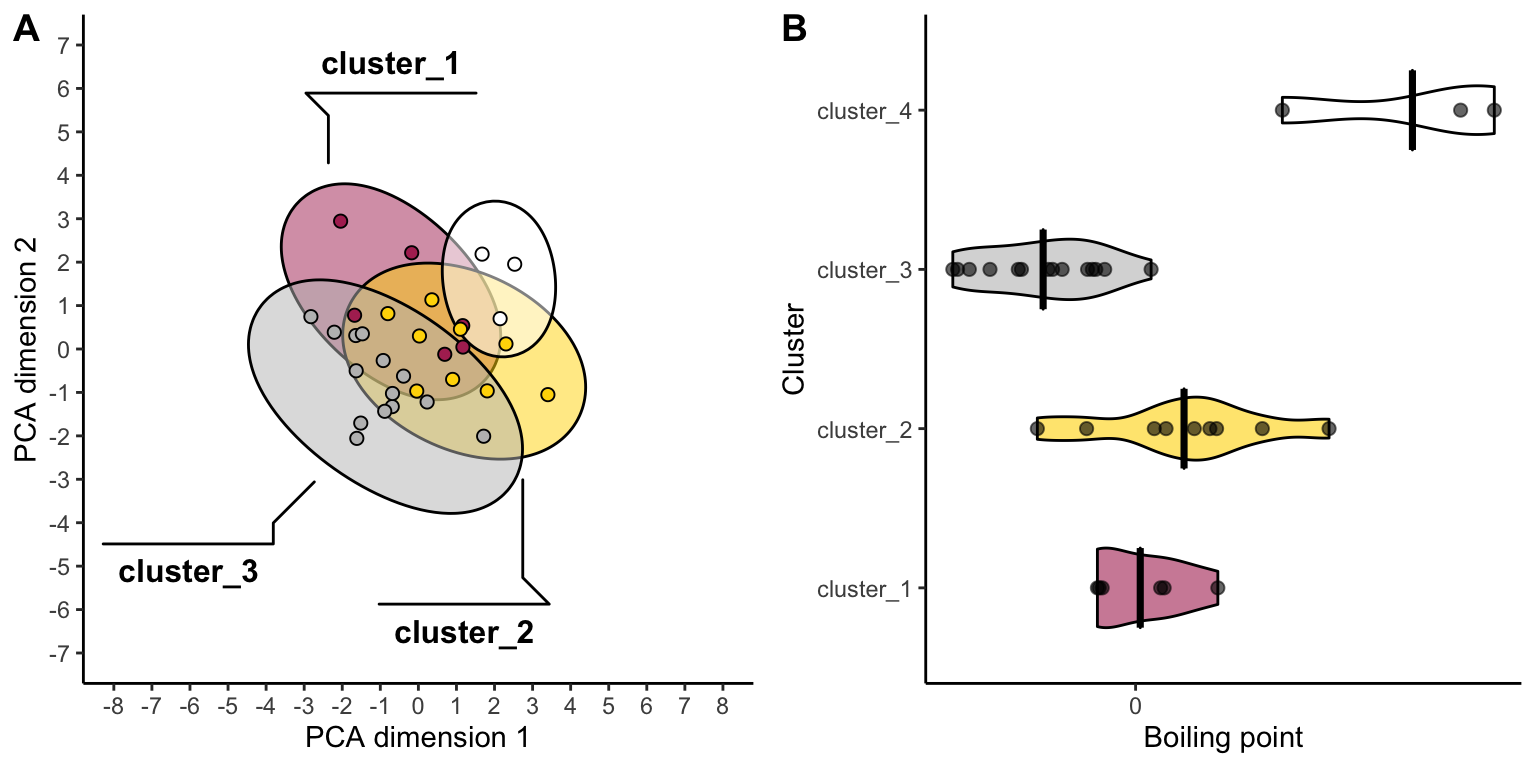 A
7
6
5
4
3
2
1
0
-1
-2
-3
-4
-5
-6
-7
PCA dimension 2
cluster_1
cluster_3
cluster_2
-8 -7 -6 -5 -4 -3 -2 -1 0 1 2 3 4 5 6 7 8
PCA dimension 1
B
cluster_4
cluster_3
cluster_2
cluster_1
Cluster
0
Boiling point